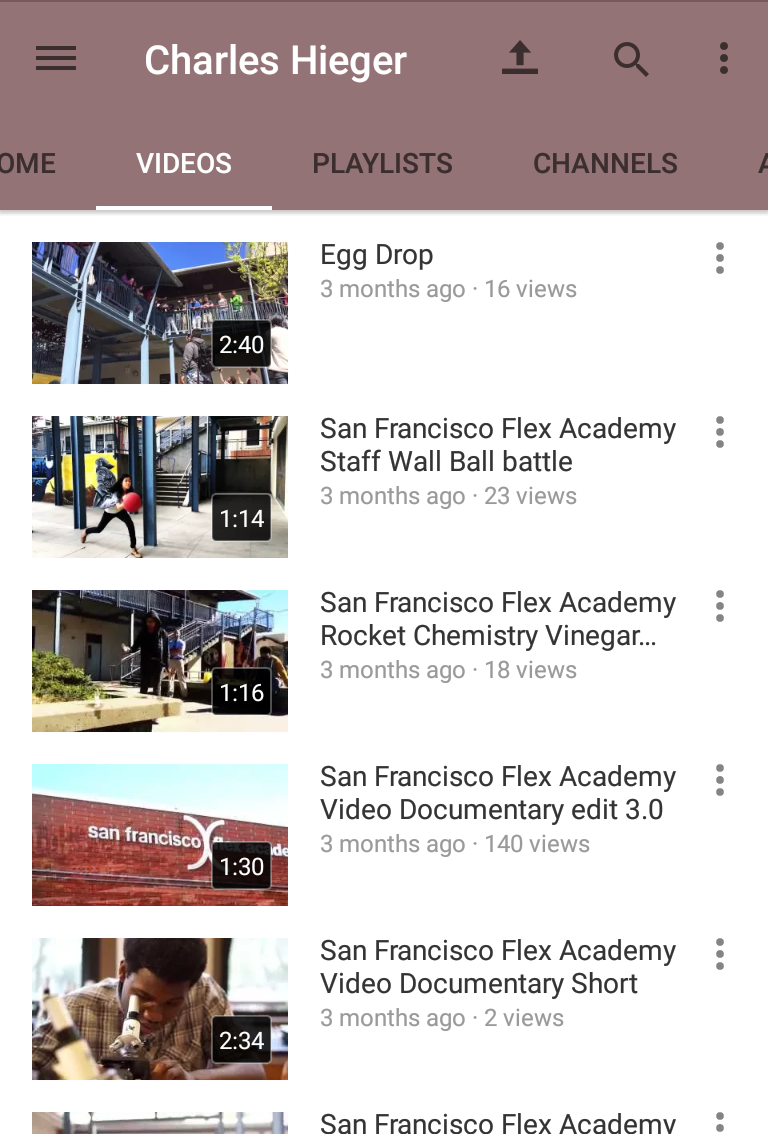 Charles Hieger
OME VIDEOS PLAYLISTS CHANNELS A
Egg Drop
3 months ago · 16 views
2:40
San Francisco Flex Academy
Staff Wall Ball battle
3 months ago · 23 views
1:14
San Francisco Flex Academy
Rocket Chemistry Vinegar...
3 months ago · 18 views
1:16
San Francisco Flex Academy
Video Documentary edit 3.0
3 months ago · 140 views
san francisco flex acade
1:30
San Francisco Flex Academy
Video Documentary Short
3 months ago · 2 views
2:34
San Francisco Flex Academy